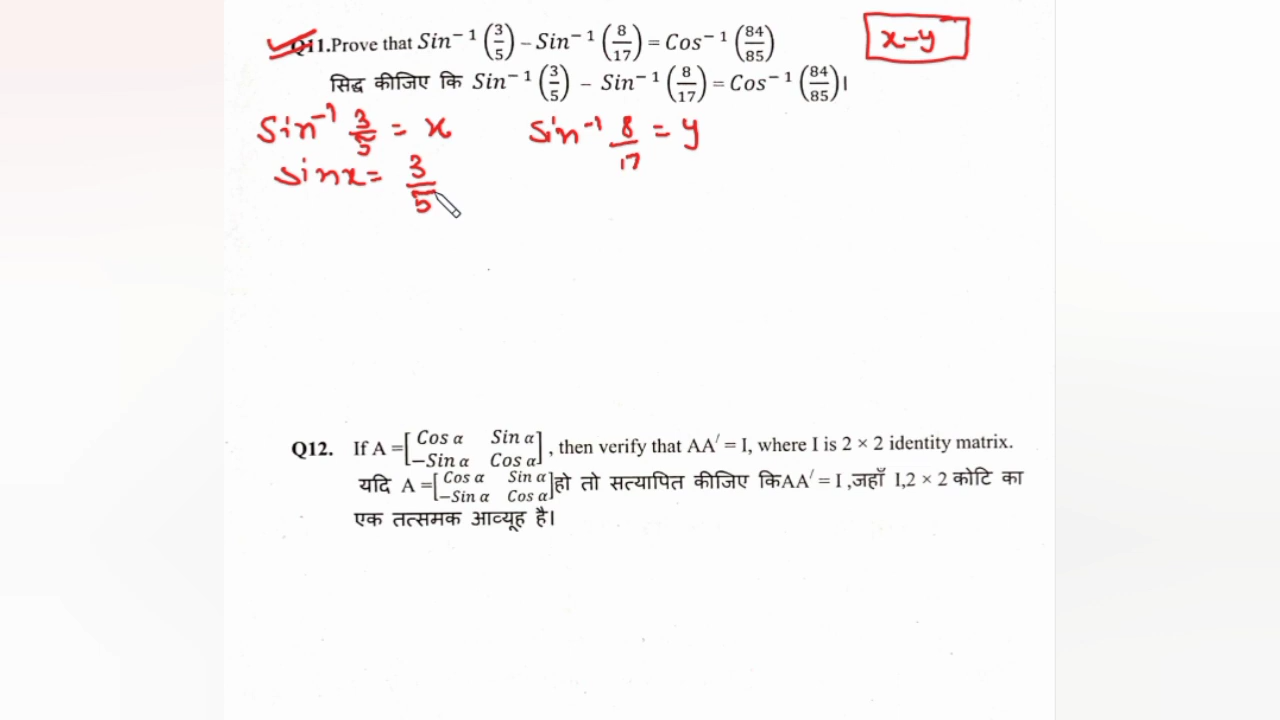 Q11.Prove that Sin⁻¹ (3/5) – Sin⁻¹ (8/17) = Cos⁻¹ (84/85)
x-y
सिद्ध कीजिए कि Sin⁻¹ (3/5) – Sin⁻¹ (8/17) = Cos⁻¹ (84/85)।
Sin⁻¹ 3/5 = x
Sin⁻¹ 8/17 = y
sinx = 3/5
Q12. If A =[Cos α Sin α
–Sin α Cos α] , then verify that AA′ = I, where I is 2 × 2 identity matrix.
यदि A =[Cos α Sin α
–Sin α Cos α]हो तो सत्यापित कीजिए किAA′ = I ,जहाँ I,2 × 2 कोटि का
एक तत्समक आव्यूह है।